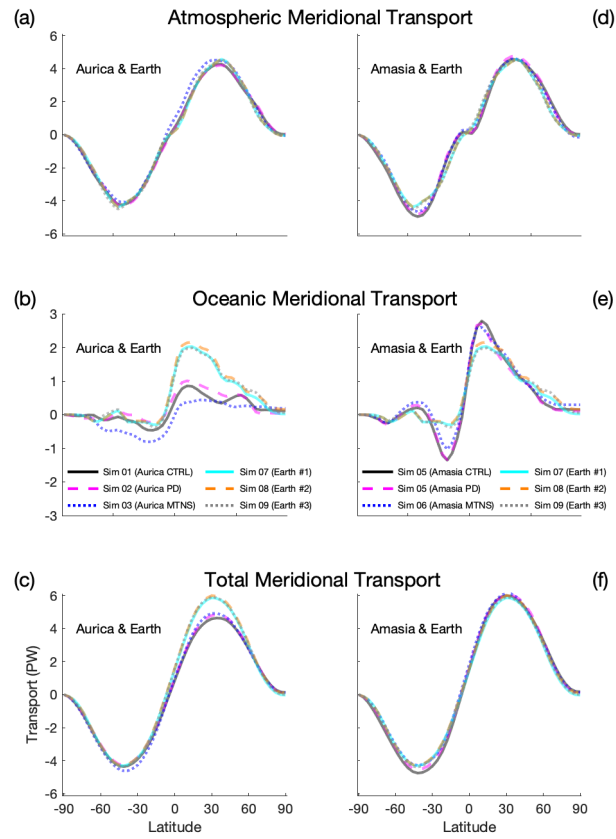 (a) Atmospheric Meridional Transport (d)
6
4
2
0
-2
-4
-6
Aurica & Earth
Amasia & Earth
(b) Oceanic Meridional Transport (e)
3
2
1
0
-1
-2
-3
Aurica & Earth
Amasia & Earth
Sim 01 (Aurica CTRL) Sim 07 (Earth #1)
Sim 02 (Aurica PD) Sim 08 (Earth #2)
Sim 03 (Aurica MTNS) Sim 09 (Earth #3)
Sim 05 (Amasia CTRL) Sim 07 (Earth #1)
Sim 05 (Amasia PD) Sim 08 (Earth #2)
Sim 06 (Amasia MTNS) Sim 09 (Earth #3)
(c) Total Meridional Transport (f)
6
4
2
0
-2
-4
-6
Transport (PW)
Aurica & Earth
Amasia & Earth
-90 -60 -30 0 30 60 90
Latitude
-90 -60 -30 0 30 60 90
Latitude